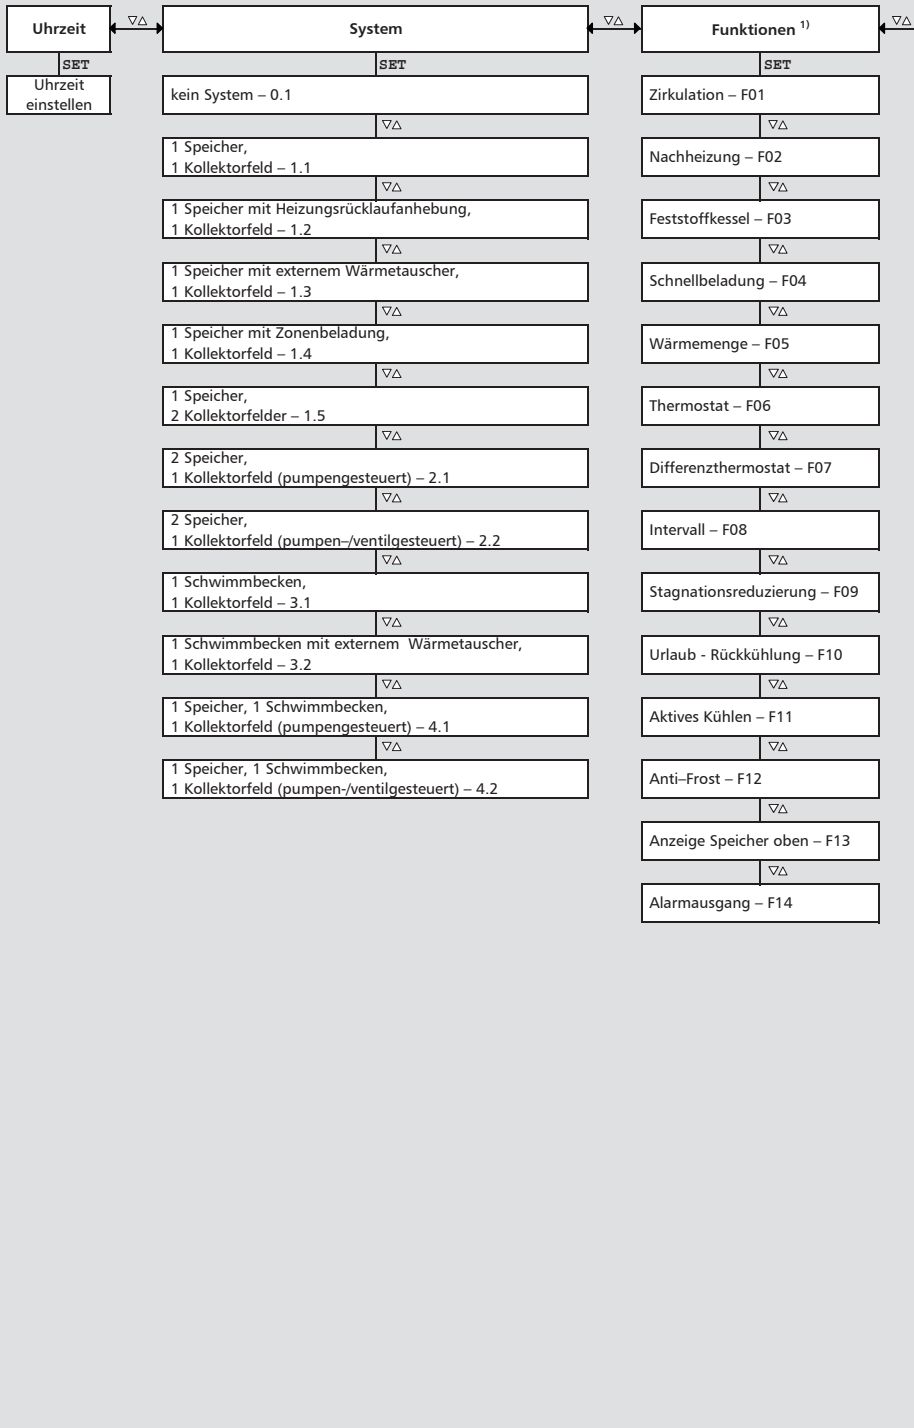 Uhrzeit
▽△
System
▽△
Funktionen 1)
▽△
SET
SET
SET
Uhrzeit
einstellen
kein System – 0.1
▽△
1 Speicher,
1 Kollektorfeld – 1.1
▽△
1 Speicher mit Heizungsrücklaufanhebung,
1 Kollektorfeld – 1.2
▽△
1 Speicher mit externem Wärmetauscher,
1 Kollektorfeld – 1.3
▽△
1 Speicher mit Zonenbeladung,
1 Kollektorfeld – 1.4
▽△
1 Speicher,
2 Kollektorfelder – 1.5
▽△
2 Speicher,
1 Kollektorfeld (pumpengesteuert) – 2.1
▽△
2 Speicher,
1 Kollektorfeld (pumpen–/ventilgesteuert) – 2.2
▽△
1 Schwimmbecken,
1 Kollektorfeld – 3.1
▽△
1 Schwimmbecken mit externem Wärmetauscher,
1 Kollektorfeld – 3.2
▽△
1 Speicher, 1 Schwimmbecken,
1 Kollektorfeld (pumpengesteuert) – 4.1
▽△
1 Speicher, 1 Schwimmbecken,
1 Kollektorfeld (pumpen-/ventilgesteuert) – 4.2
Zirkulation – F01
▽△
Nachheizung – F02
▽△
Feststoffkessel – F03
▽△
Schnellbeladung – F04
▽△
Wärmemenge – F05
▽△
Thermostat – F06
▽△
Differenzthermostat – F07
▽△
Intervall – F08
▽△
Stagnationsreduzierung – F09
▽△
Urlaub - Rückkühlung – F10
▽△
Aktives Kühlen – F11
▽△
Anti–Frost – F12
▽△
Anzeige Speicher oben – F13
▽△
Alarmausgang – F14